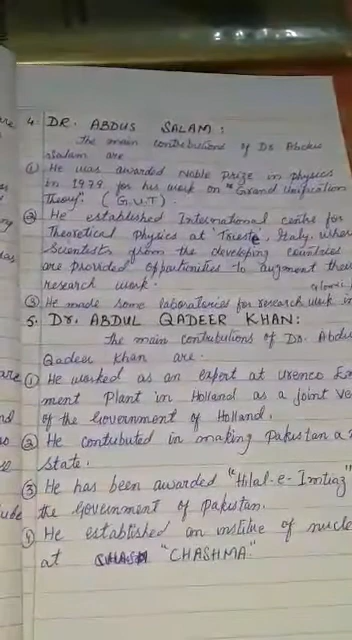 4. DR. ABDUS SALAM:
The main contributions of Dr Abdus
Salam are
① He was awarded Noble Prize in physics
in 1979 for his work on "Grand Unification
Theory" (G.U.T).
② He established International centre for
Theoretical Physics at 'Trieste', Italy, wher
Scientists from the developing countries
are provided opportunities to augment their
research work.
③ He made some laboratories for research work in
5. DR. ABDUL QADEER KHAN:
The main contributions of Dr. Abdu
Qadeer Khan are.
① He worked as an expert at Urenco
ment Plant in Holland as a joint Ve
of the Government of Holland.
② He contributed in making Pakistan a
State.
③ He has been awarded "Hilal-e-Imtiaz"
the Government of Pakistan.
④ He established an institue of nucle
at "CHASHMA"